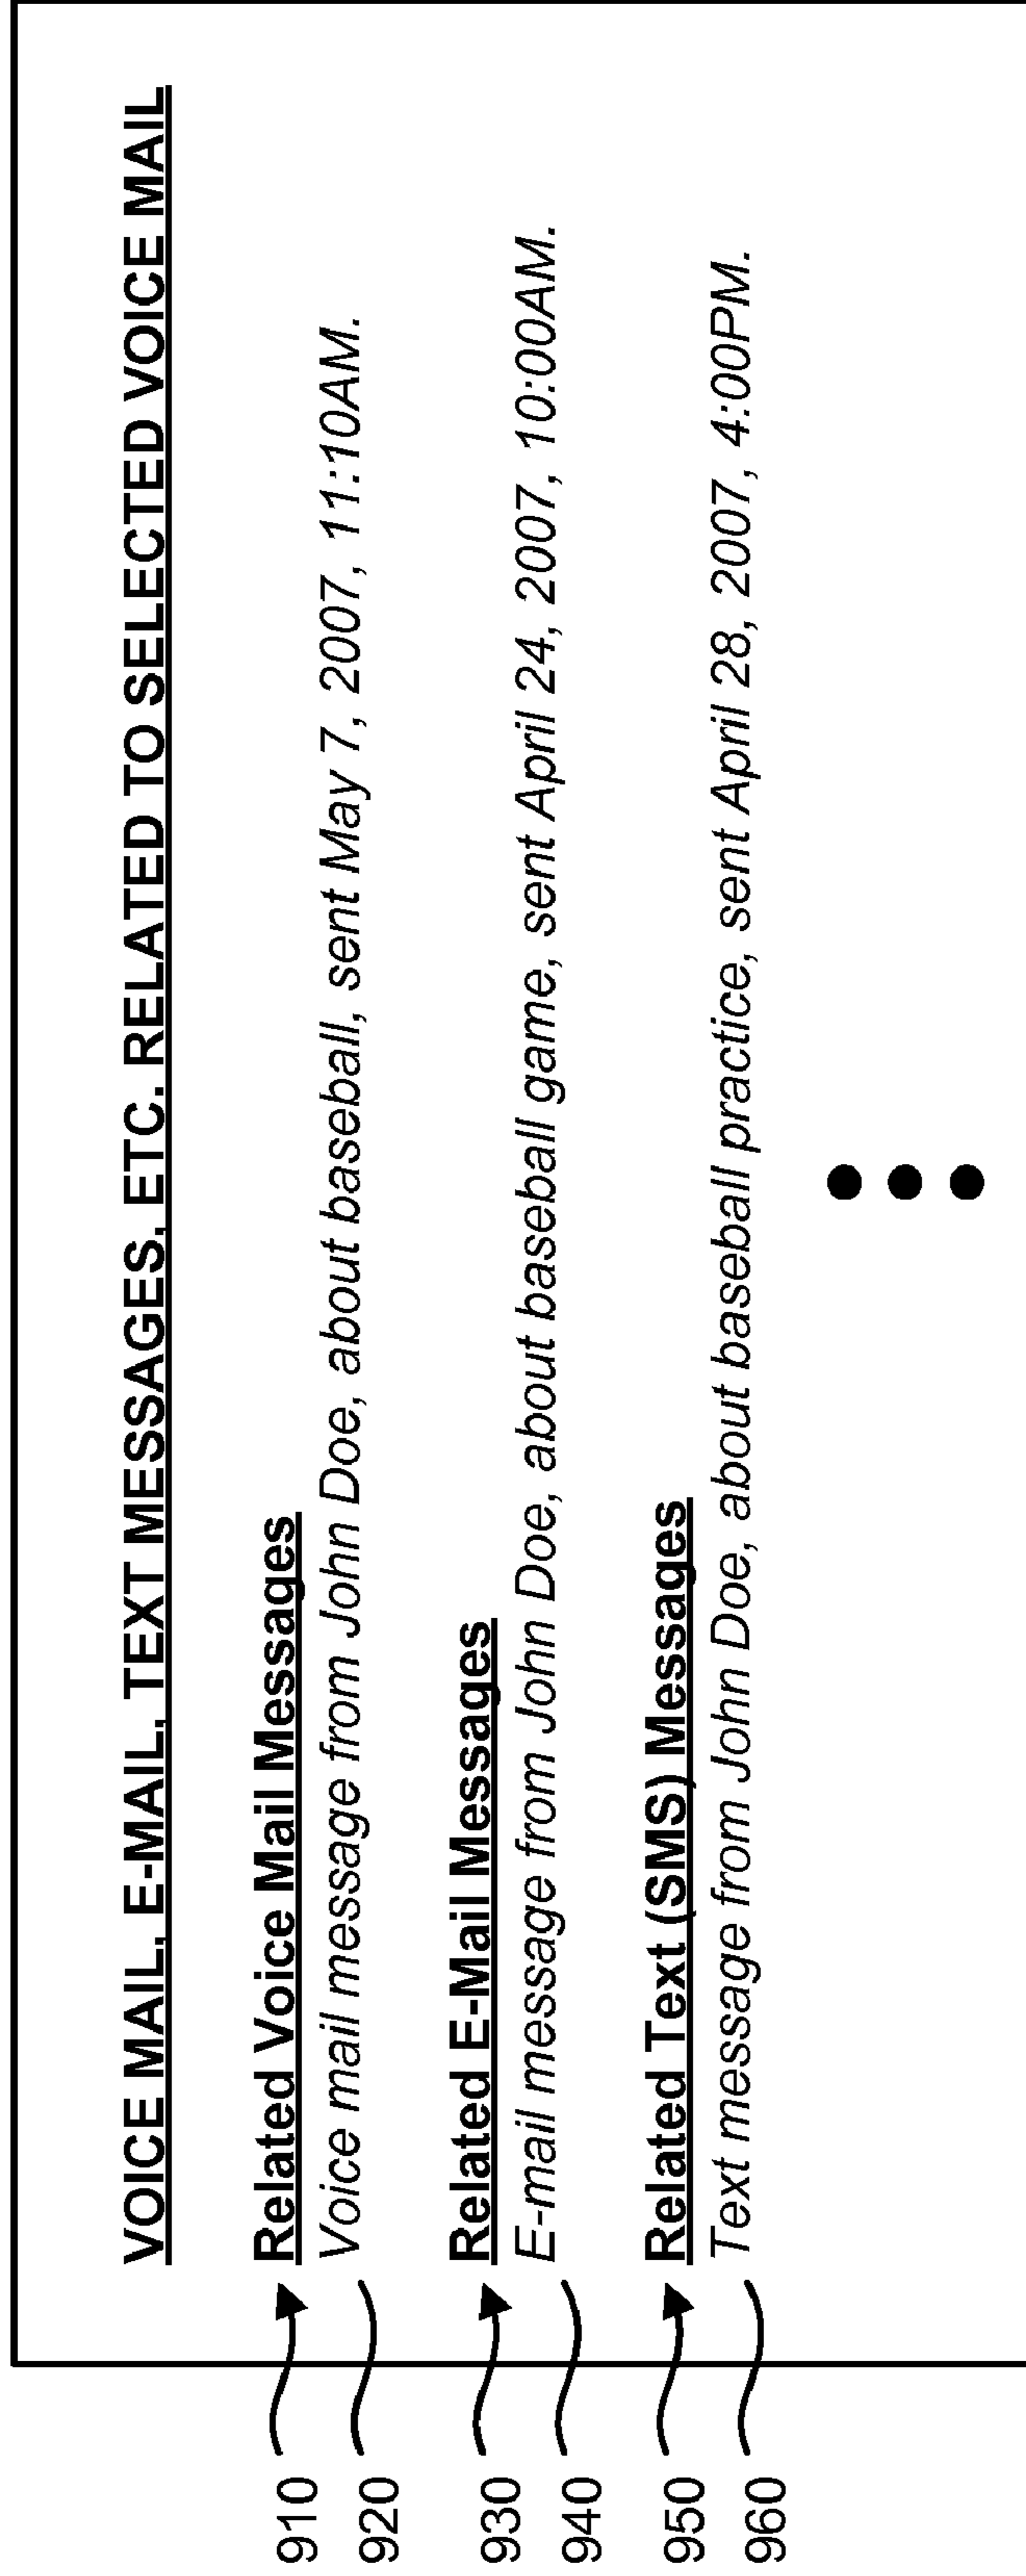 VOICE MAIL, E-MAIL, TEXT MESSAGES, ETC. RELATED TO SELECTED VOICE MAIL
910 Related Voice Mail Messages
920 Voice mail message from John Doe, about baseball, sent May 7, 2007, 11:10AM.
930 Related E-Mail Messages
940 E-mail message from John Doe, about baseball game, sent April 24, 2007, 10:00AM.
950 Related Text (SMS) Messages
960 Text message from John Doe, about baseball practice, sent April 28, 2007, 4:00PM.